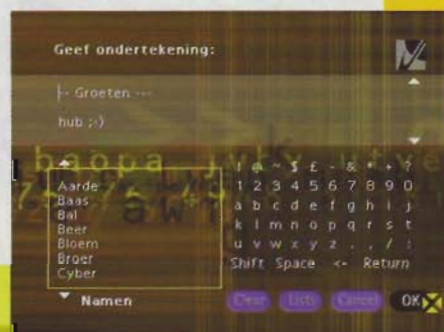 Geef ondertekening:
|-- Groeten ---
hub ;-)
Aarde
Baas
Bal
Beer
Bloem
Broer
Cyber
Namen
! @ ~ $ £ - & * + ?
1 2 3 4 5 6 7 8 9 0
a b c d e f g h i j
k l m n o p q r s t
u v w x y z . , / :
Shift Space <- Return
Clear Lists Cancel OK